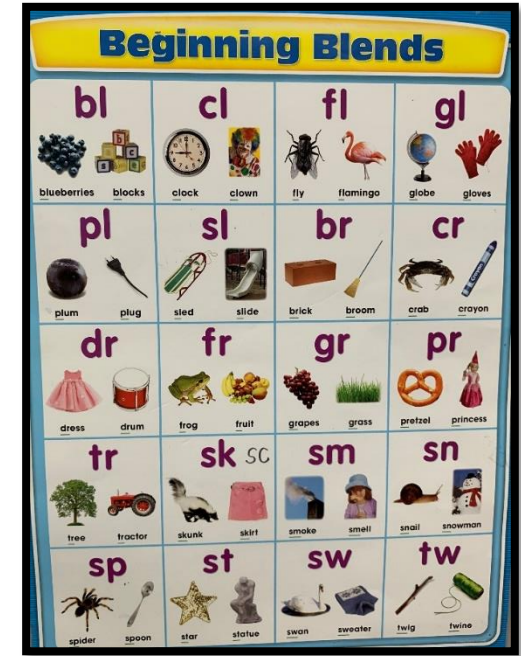 Beginning Blends
bl cl fl gl
blueberries blocks clock clown fly flamingo globe gloves
pl sl br cr
plum plug sled slide brick broom crab crayon
dr fr gr pr
dress drum frog fruit grapes grass pretzel princess
tr sk sc sm sn
tree tractor skunk skirt smoke smell snail snowman
sp st sw tw
spider spoon star statue swan sweater twig twine